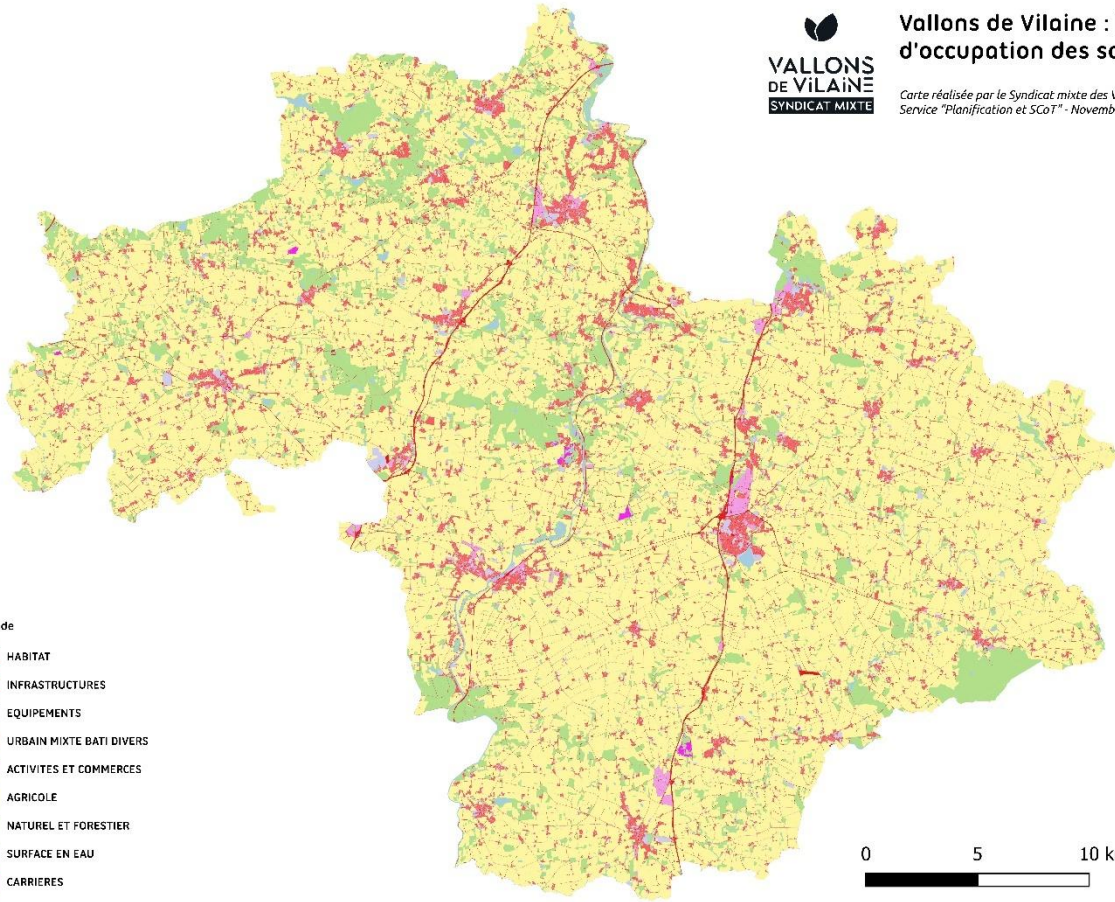 VALLONS
DE VILAINE
SYNDICAT MIXTE
Vallons de Vilaine :
d'occupation des so
Carte réalisée par le Syndicat mixte des V
Service "Planification et SCoT" - Novemb
de
HABITAT
INFRASTRUCTURES
EQUIPEMENTS
URBAIN MIXTE BATI DIVERS
ACTIVITES ET COMMERCES
AGRICOLE
NATUREL ET FORESTIER
SURFACE EN EAU
CARRIERES
0 5 10 k